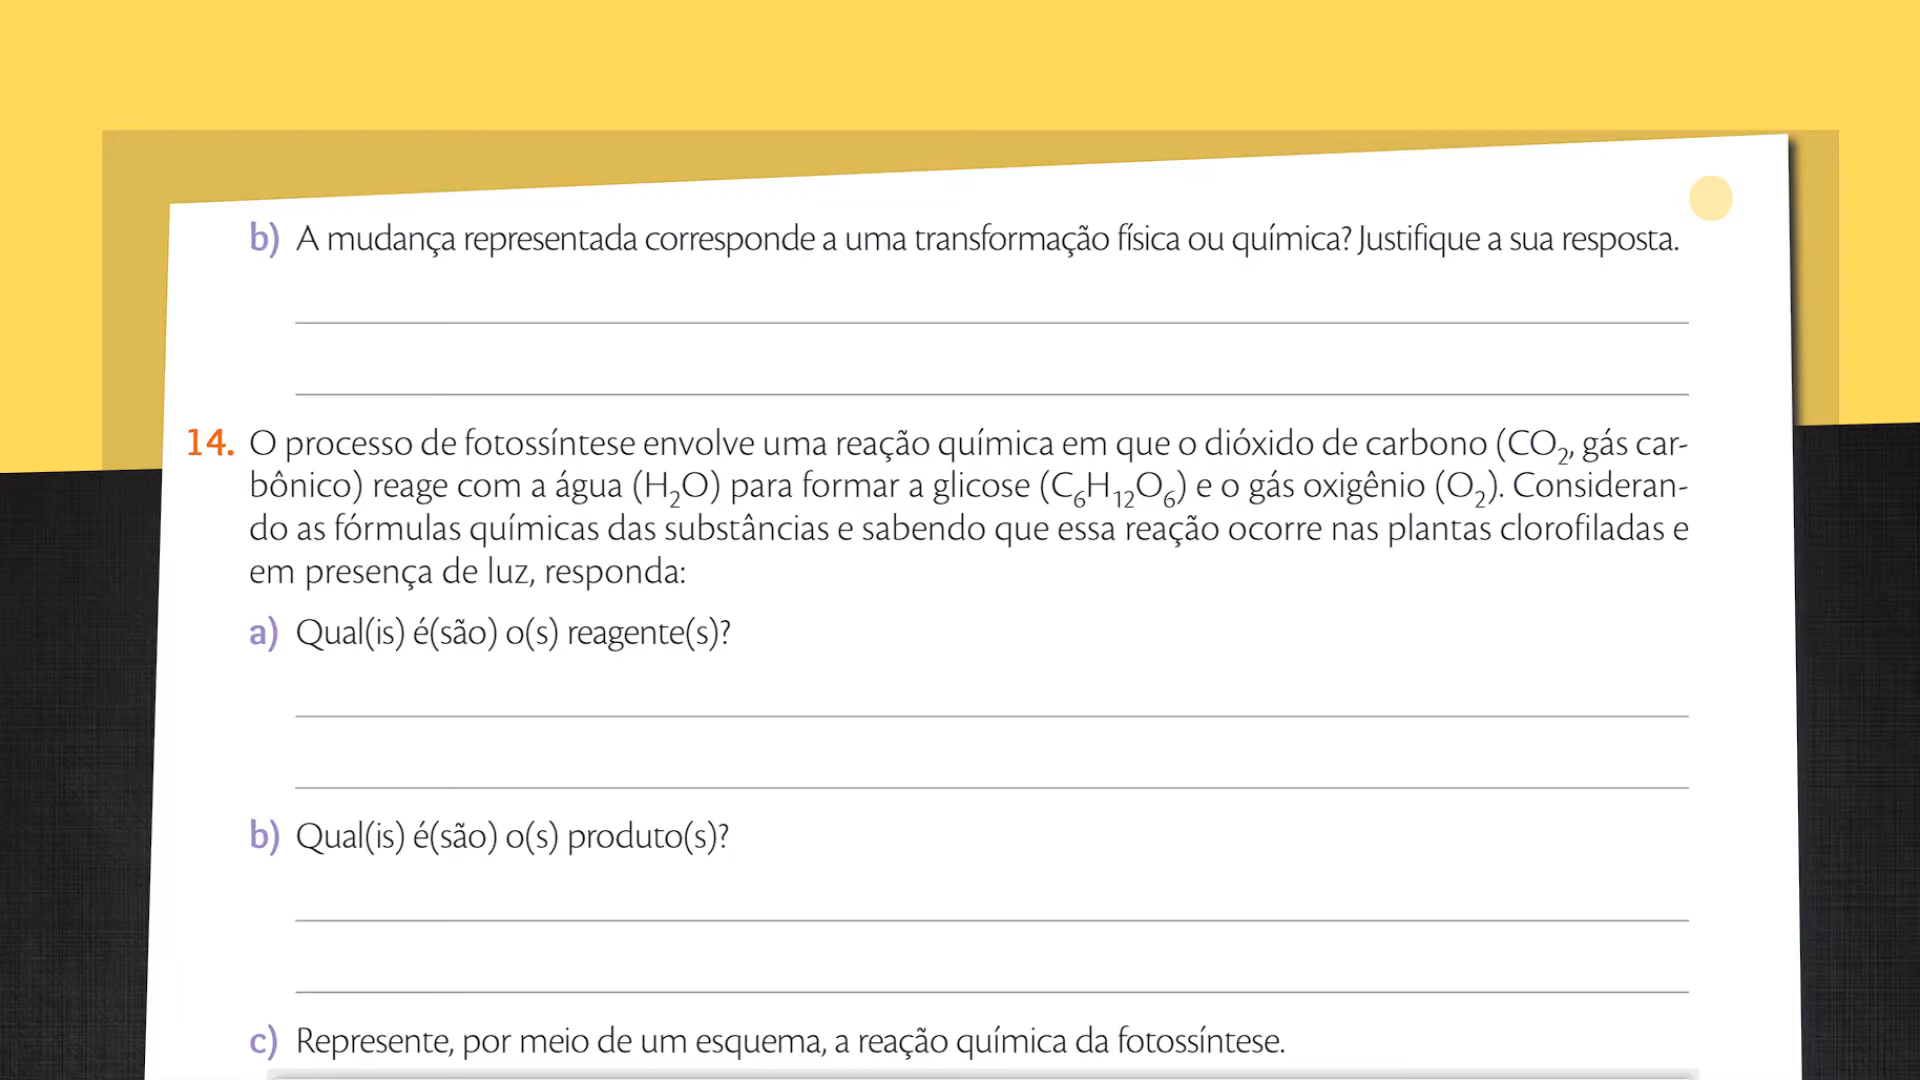 b) A mudança representada corresponde a uma transformação física ou química? Justifique a sua resposta.
14. O processo de fotossíntese envolve uma reação química em que o dióxido de carbono (CO₂, gás car-
bônico) reage com a água (H₂O) para formar a glicose (C₆H₁₂O₆) e o gás oxigênio (O₂). Consideran-
do as fórmulas químicas das substâncias e sabendo que essa reação ocorre nas plantas clorofiladas e
em presença de luz, responda:
a) Qual(is) é(são) o(s) reagente(s)?
b) Qual(is) é(são) o(s) produto(s)?
c) Represente, por meio de um esquema, a reação química da fotossíntese.